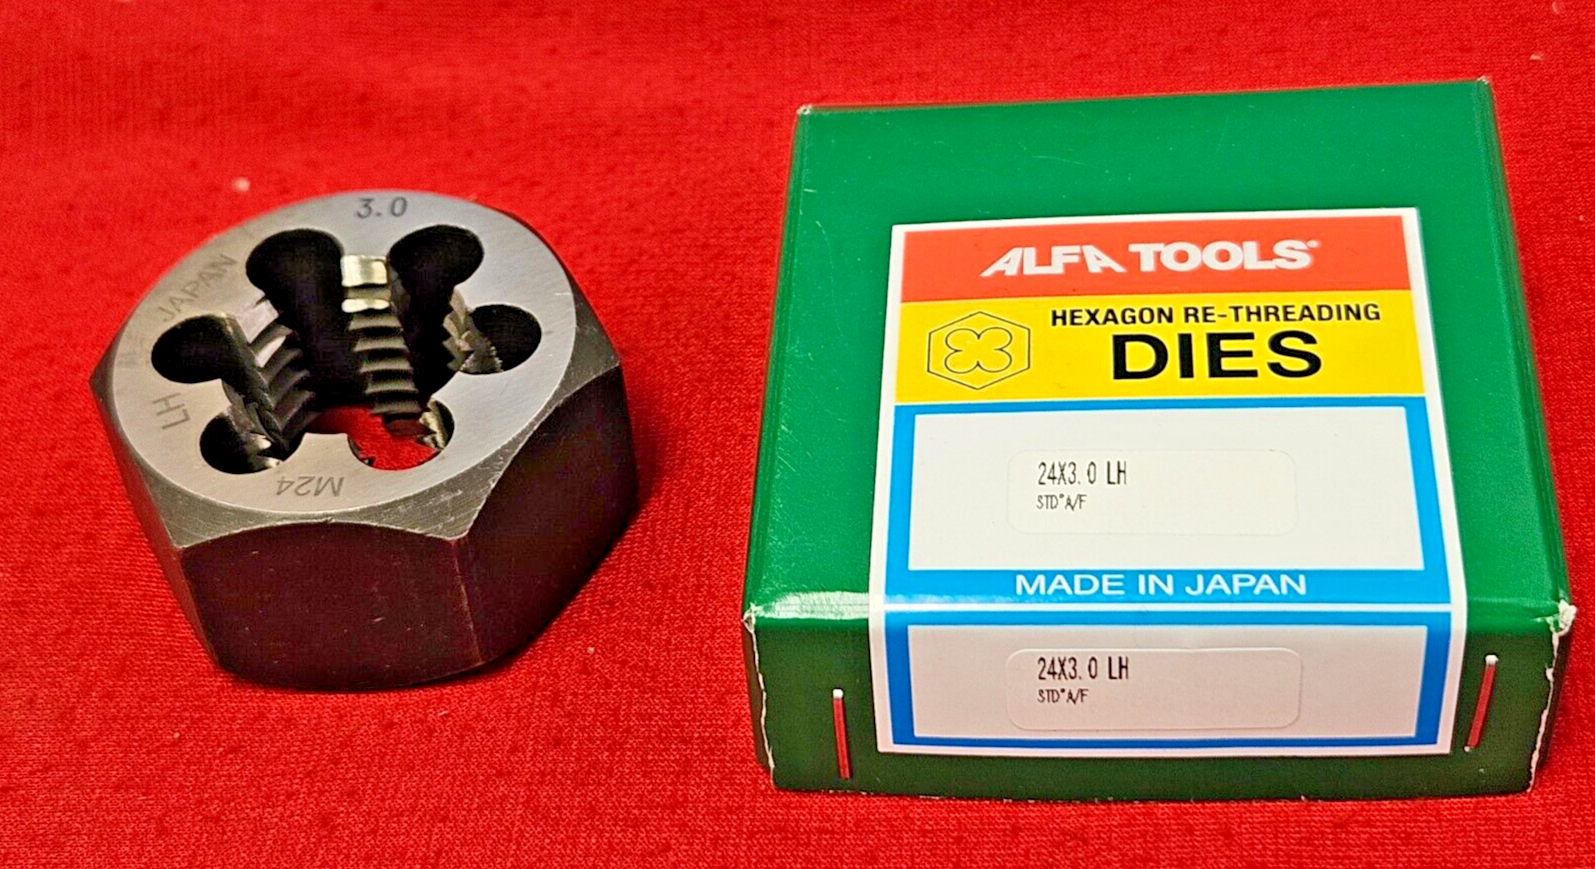 3.0
JAPAN
LH
M24
ALFA TOOLS
HEXAGON RE-THREADING
DIES
24X3.0 LH
STD"A/F
MADE IN JAPAN
24X3.0 LH
STD"A/F